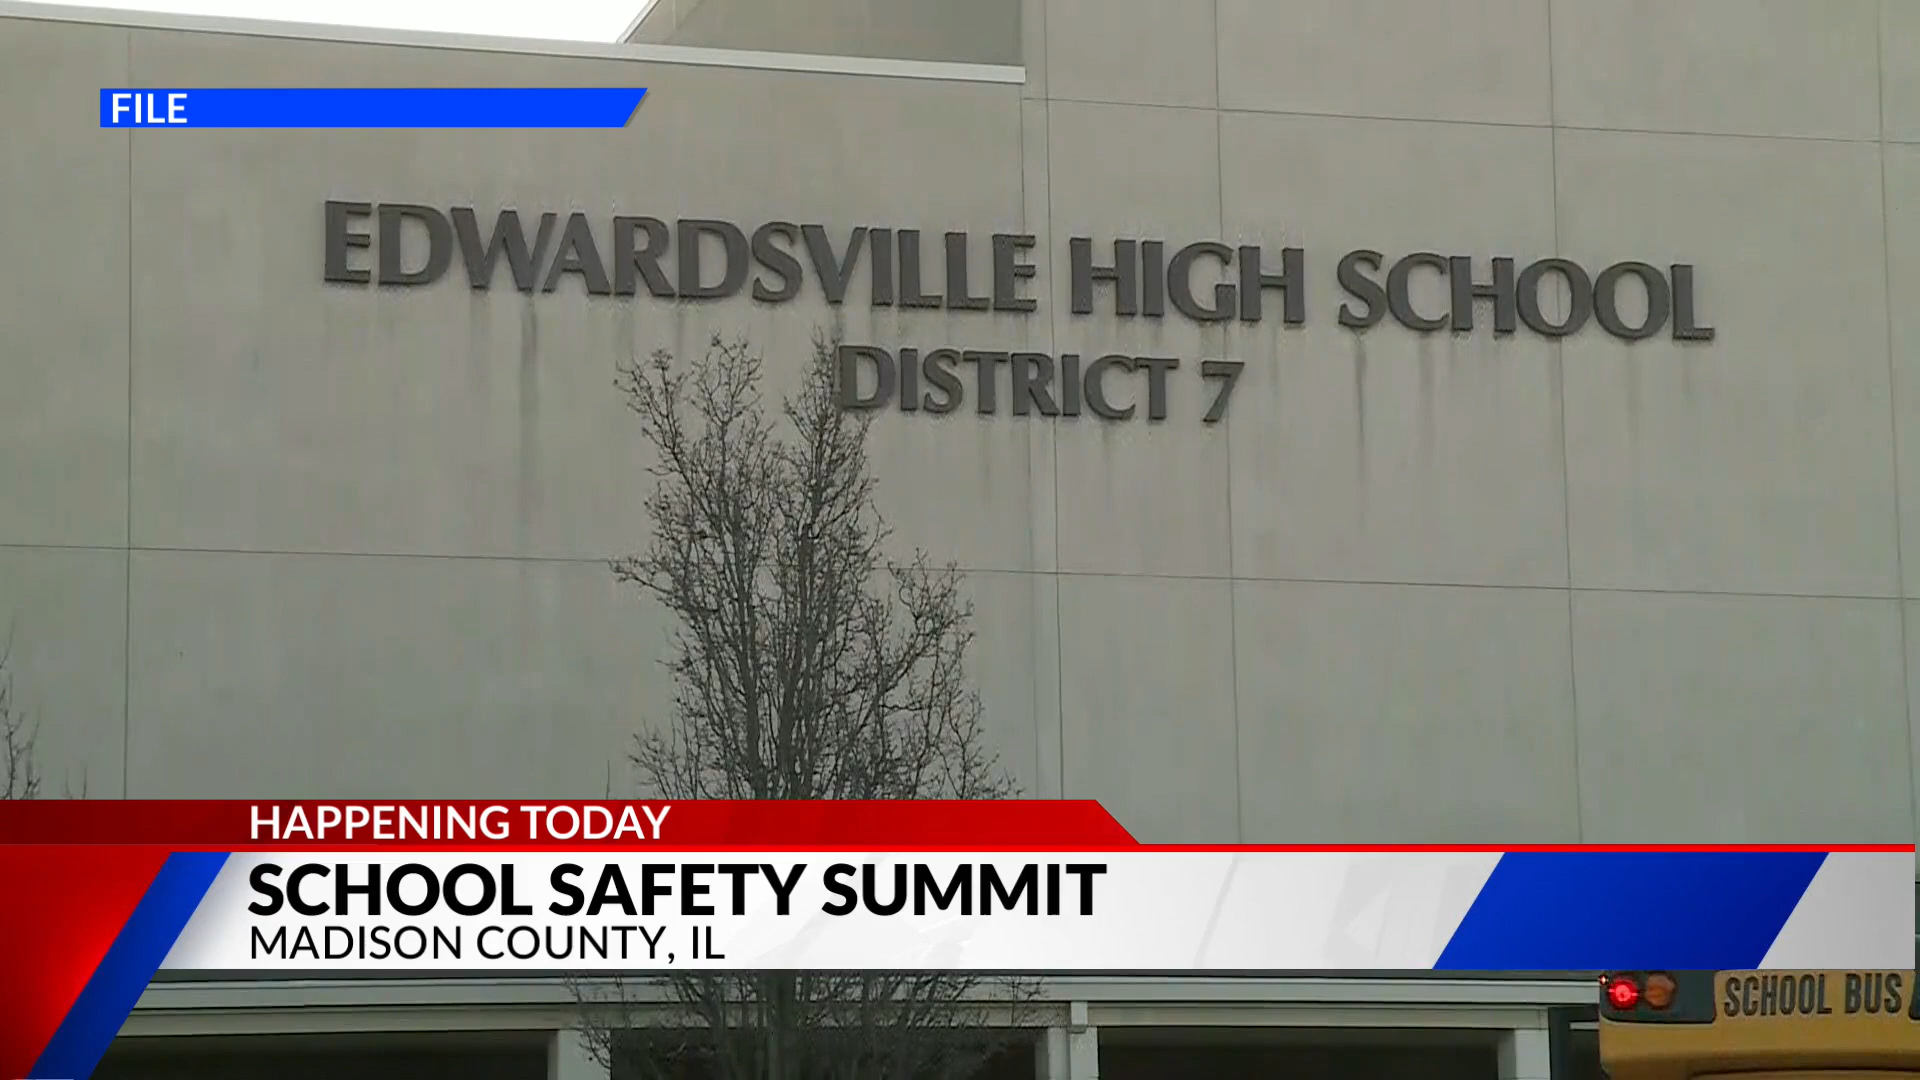 FILE
EDWARDSVILLE HIGH SCHOOL
DISTRICT 7
HAPPENING TODAY
SCHOOL SAFETY SUMMIT
MADISON COUNTY, IL
SCHOOL BUS